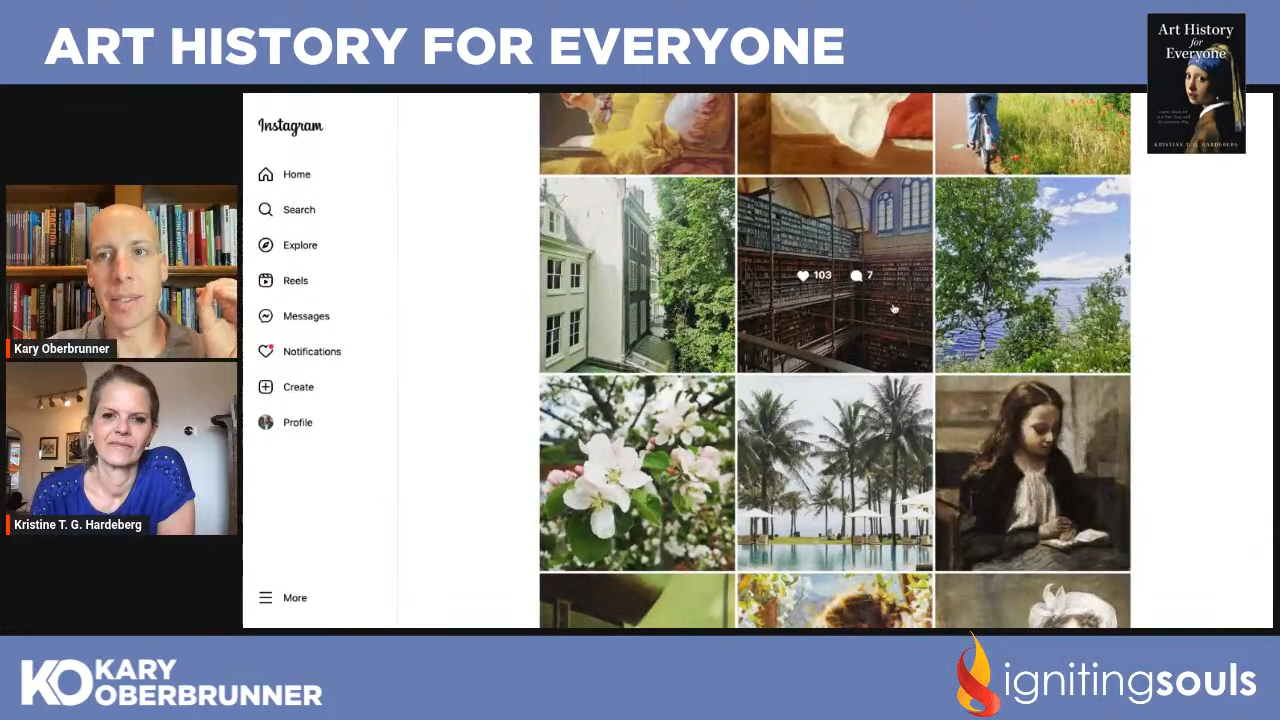 ART HISTORY FOR EVERYONE
Art History
for
Everyone
KRISTINE T. G. HARDEBERG
Instagram
Home
Search
Explore
Reels
Messages
Notifications
Create
Profile
More
103 7
Kary Oberbrunner
Kristine T. G. Hardeberg
KO KARY
OBERBRUNNER
ignitingsouls